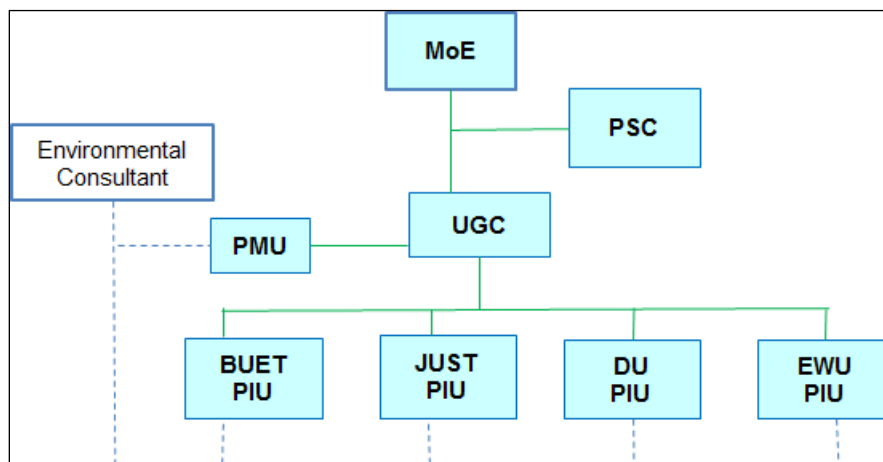 MoE
PSC
Environmental
Consultant
UGC
PMU
BUET
PIU
JUST
PIU
DU
PIU
EWU
PIU